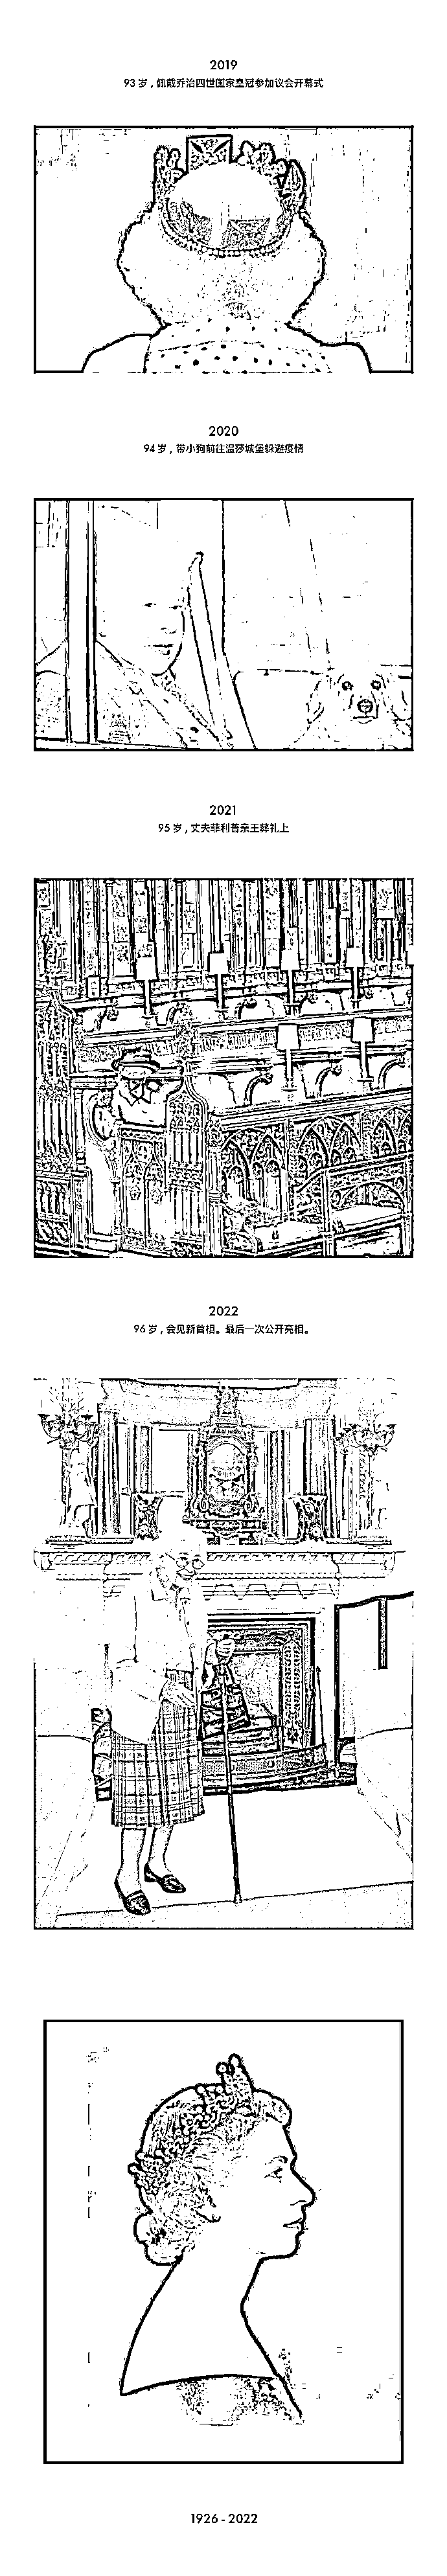 2019
93 岁，佩戴乔治四世国家皇冠参加议会开幕式
2020
94 岁，带小狗前往温莎城堡躲避疫情
2021
95 岁，丈夫菲利普亲王葬礼上
2022
96 岁，会见新首相。最后一次公开亮相。
1926 - 2022